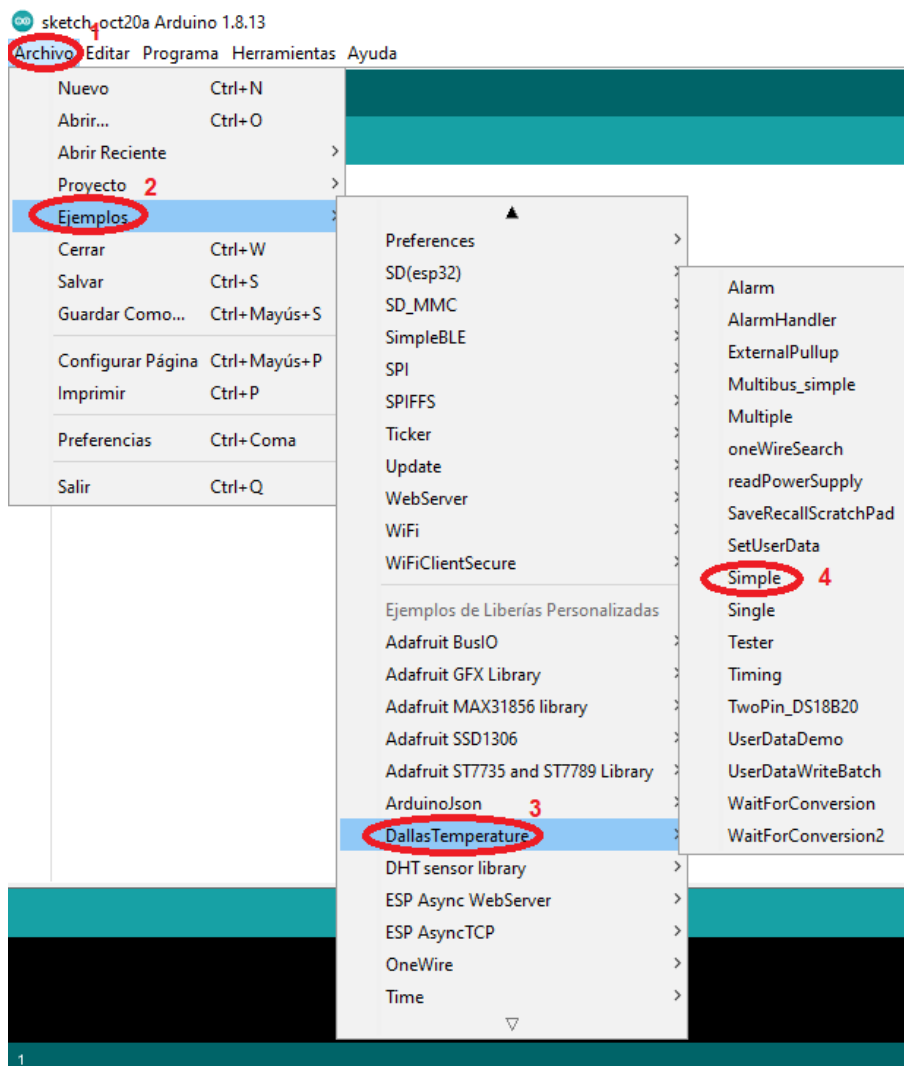 sketch_oct20a Arduino 1.8.13
1
Archivo Editar Programa Herramientas Ayuda
Nuevo Ctrl+N
Abrir... Ctrl+O
Abrir Reciente
Proyecto 2
Ejemplos
Cerrar Ctrl+W
Salvar Ctrl+S
Guardar Como... Ctrl+Mayús+S
Configurar Página Ctrl+Mayús+P
Imprimir Ctrl+P
Preferencias Ctrl+Coma
Salir Ctrl+Q
Preferences
SD(esp32)
SD_MMC
SimpleBLE
SPI
SPIFFS
Ticker
Update
WebServer
WiFi
WiFiClientSecure
Ejemplos de Liberías Personalizadas
Adafruit BusIO
Adafruit GFX Library
Adafruit MAX31856 library
Adafruit SSD1306
Adafruit ST7735 and ST7789 Library
ArduinoJson 3
DallasTemperature
DHT sensor library
ESP Async WebServer
ESP AsyncTCP
OneWire
Time
Alarm
AlarmHandler
ExternalPullup
Multibus_simple
Multiple
oneWireSearch
readPowerSupply
SaveRecallScratchPad
SetUserData
Simple 4
Single
Tester
Timing
TwoPin_DS18B20
UserDataDemo
UserDataWriteBatch
WaitForConversion
WaitForConversion2
1